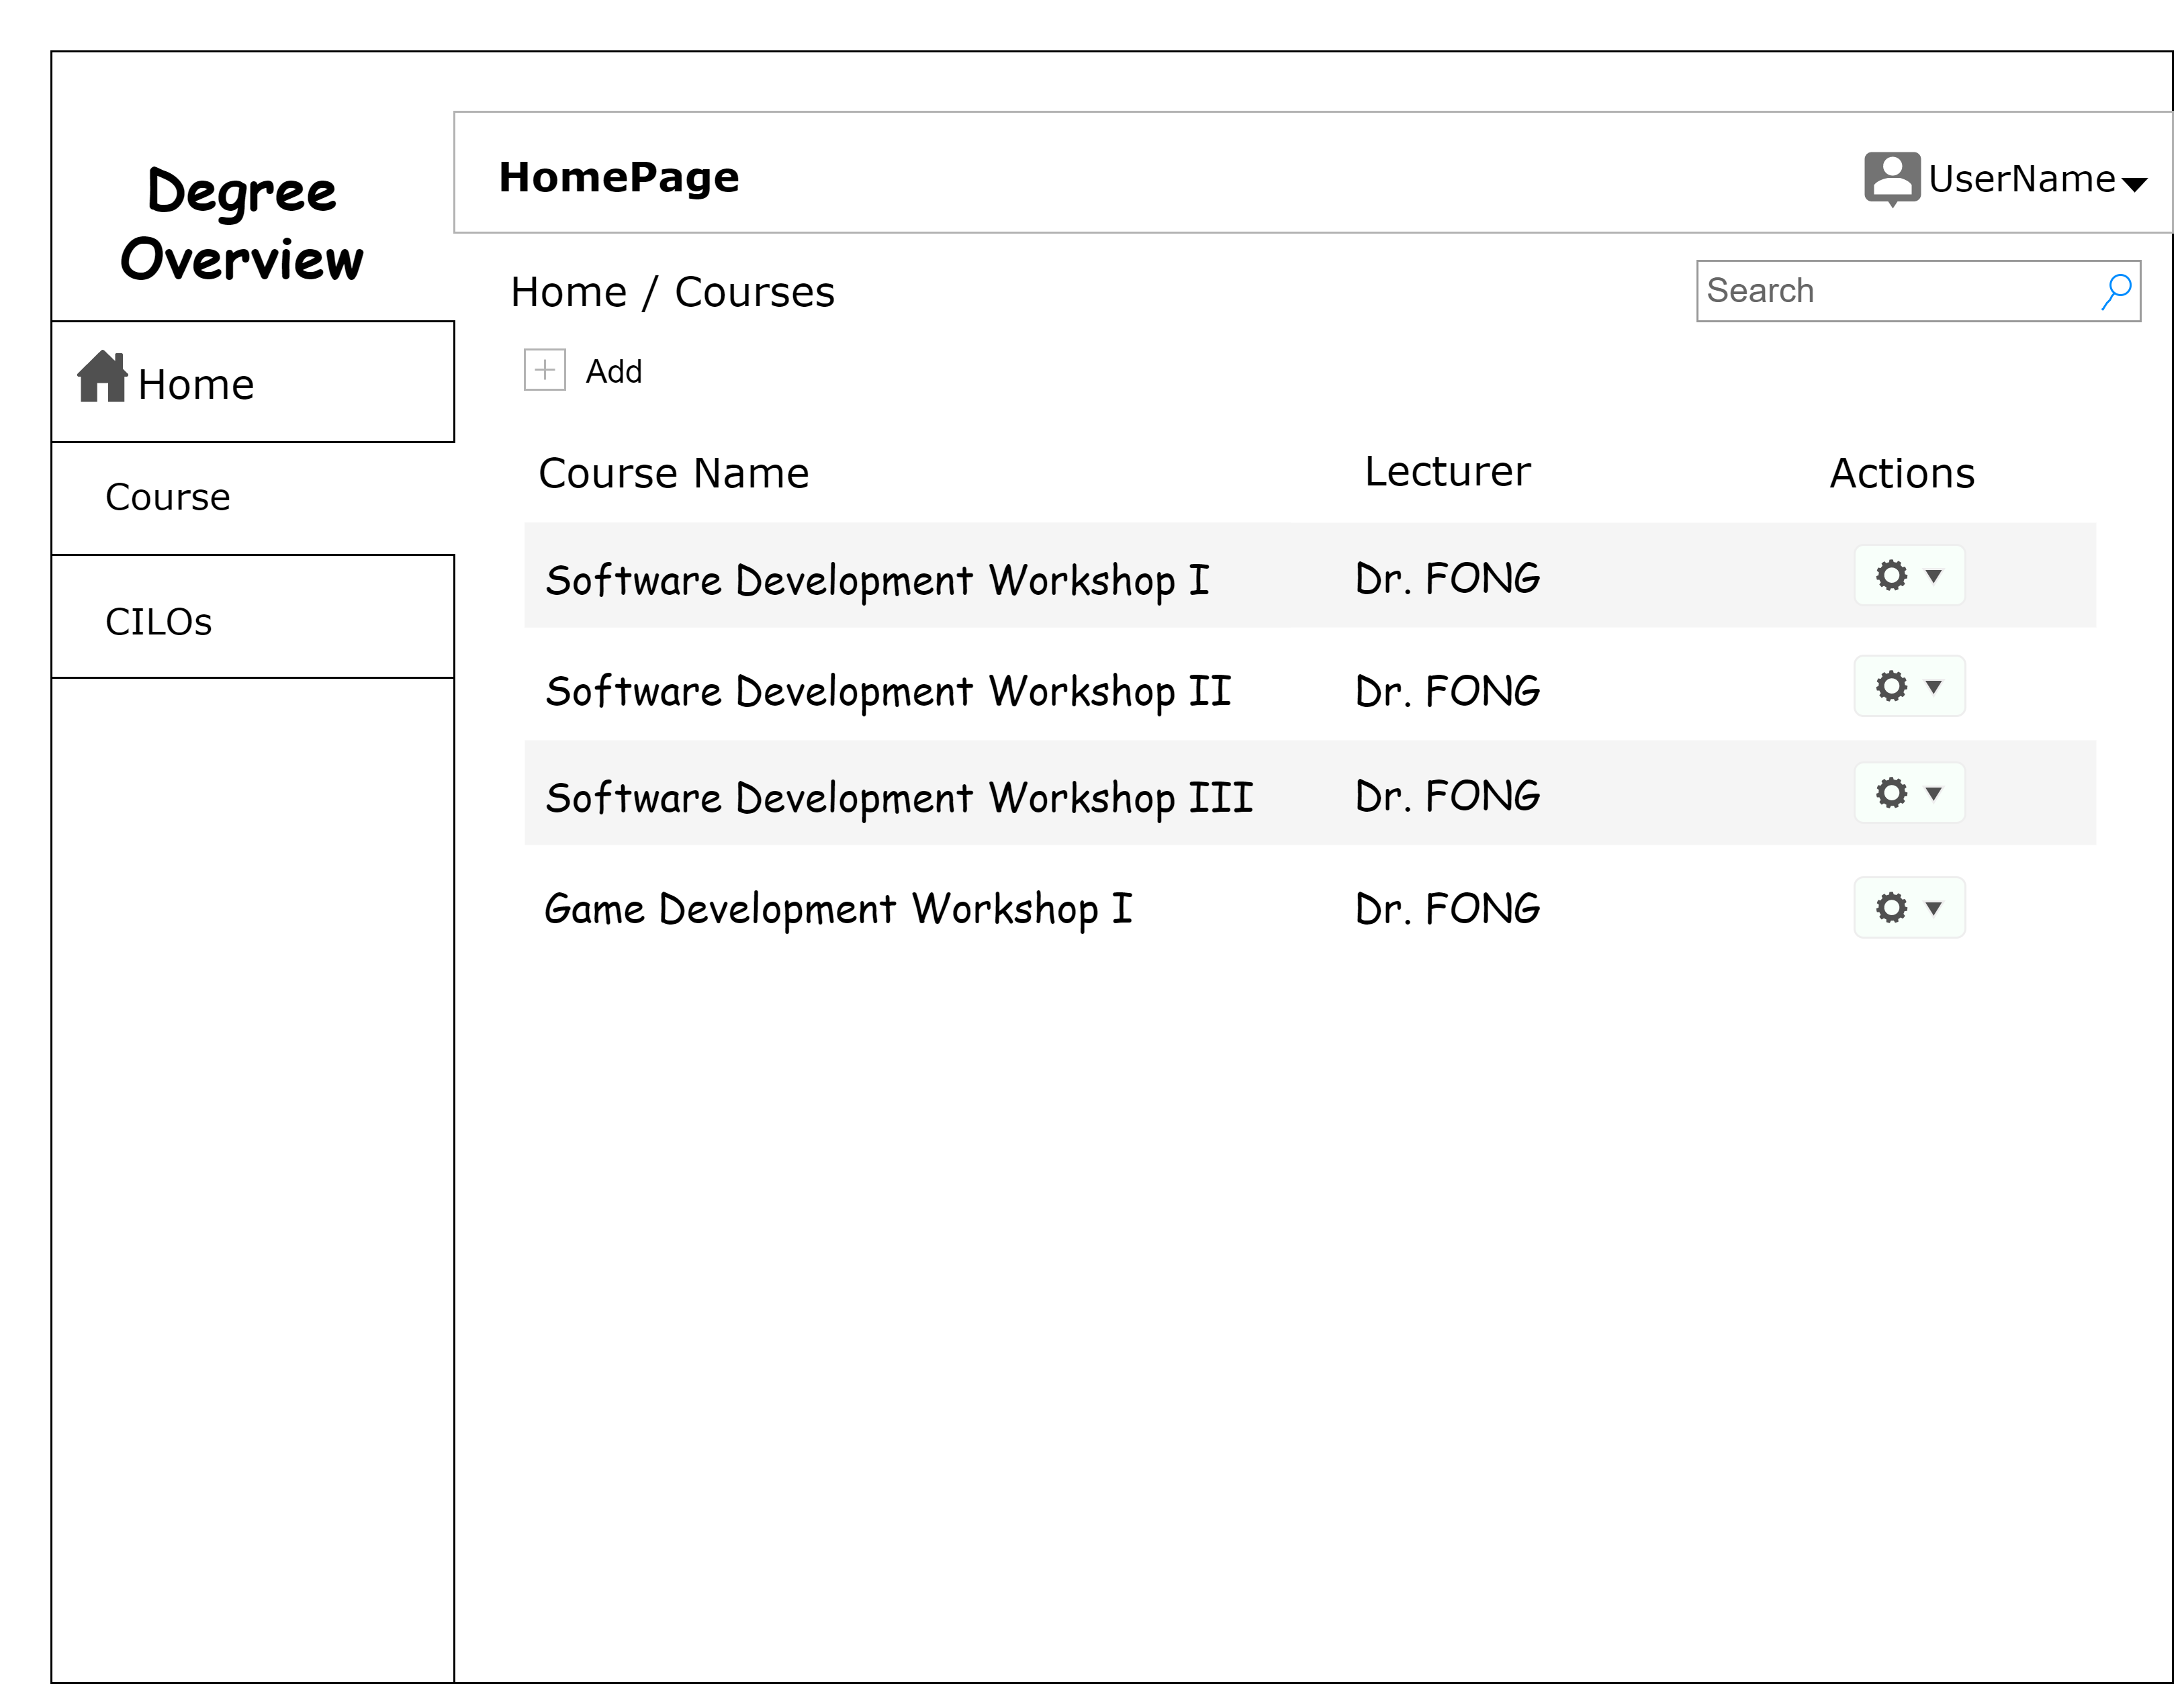 Degree
Overview
HomePage
UserName
Home / Courses
Search
Home
Add
Course
CILOs
Course Name Lecturer Actions
Software Development Workshop I Dr. FONG
Software Development Workshop II Dr. FONG
Software Development Workshop III Dr. FONG
Game Development Workshop I Dr. FONG